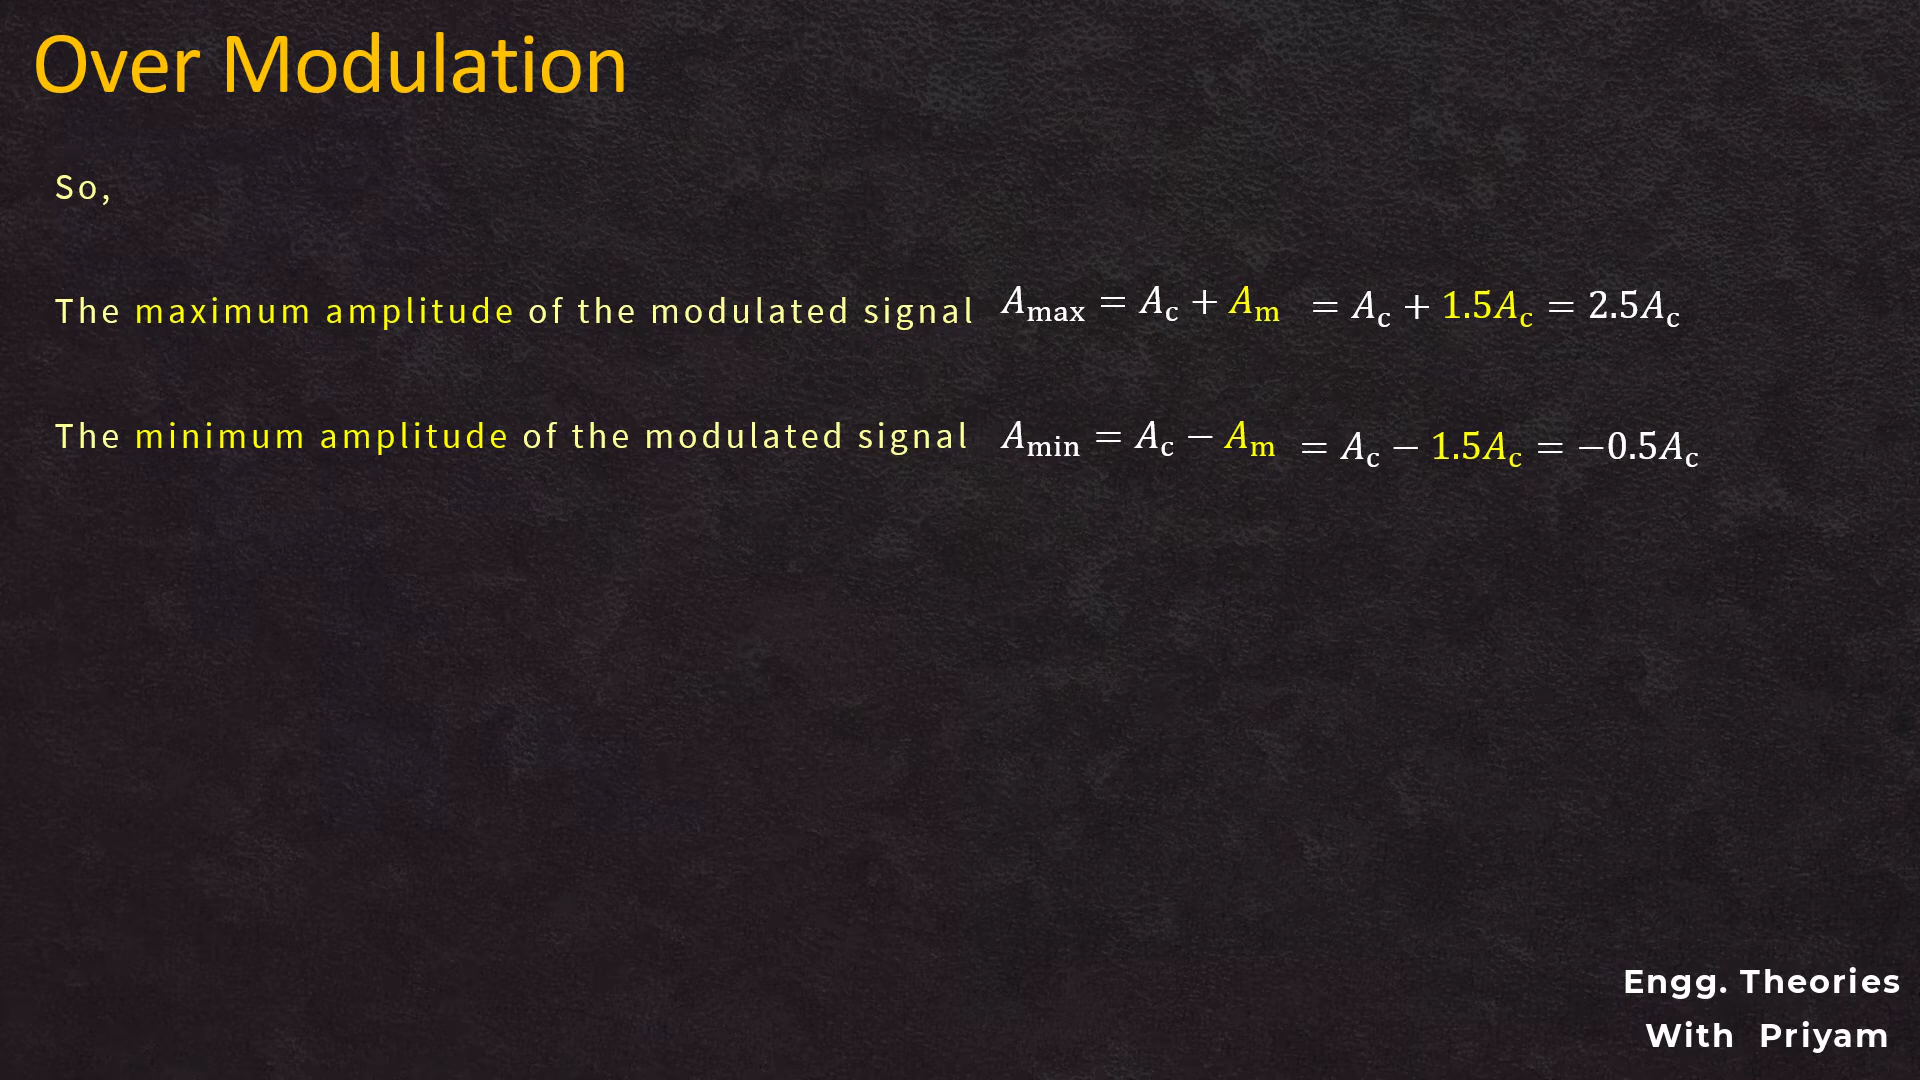 Over Modulation
So,
The maximum amplitude of the modulated signal A_max = A_c + A_m = A_c + 1.5A_c = 2.5A_c
The minimum amplitude of the modulated signal A_min = A_c − A_m = A_c − 1.5A_c = −0.5A_c
Engg. Theories
With Priyam